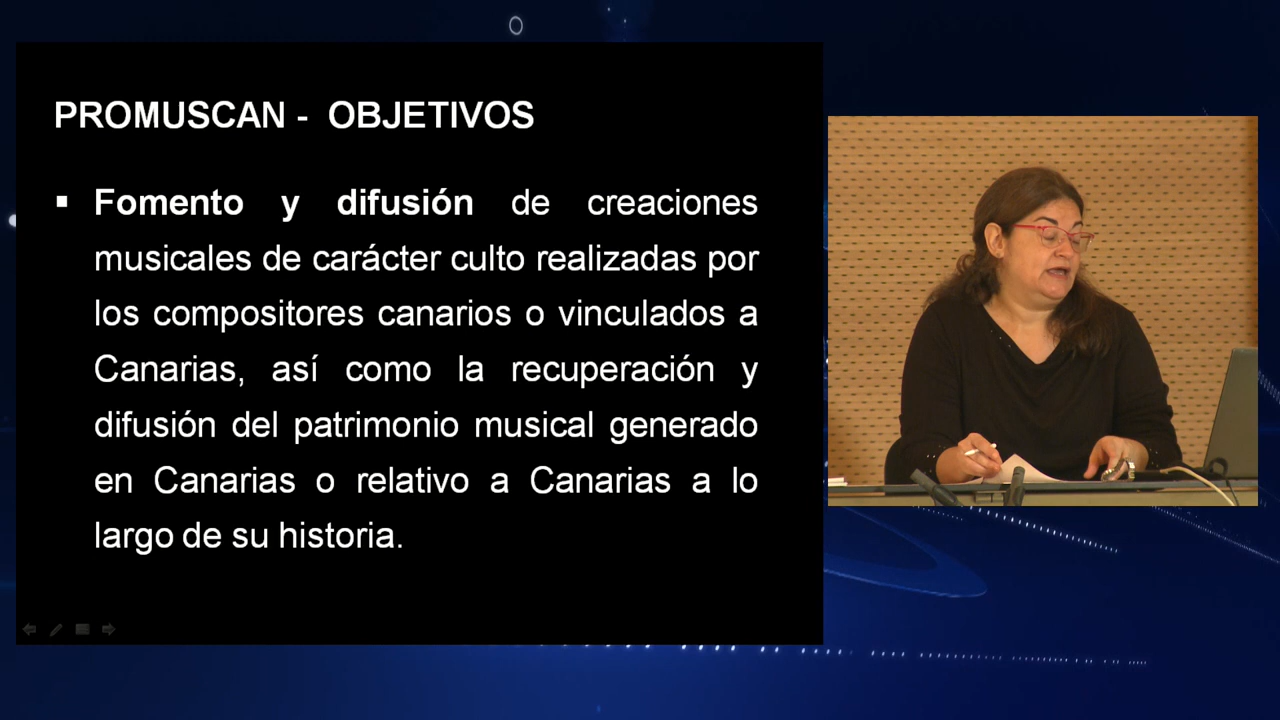 PROMUSCAN - OBJETIVOS
▪ Fomento y difusión de creaciones
musicales de carácter culto realizadas por
los compositores canarios o vinculados a
Canarias, así como la recuperación y
difusión del patrimonio musical generado
en Canarias o relativo a Canarias a lo
largo de su historia.